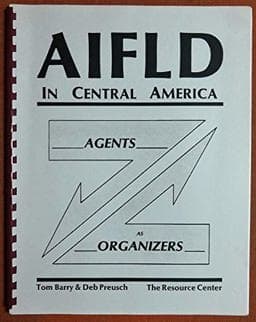 AIFLD
IN CENTRAL AMERICA
AGENTS
AS
ORGANIZERS
Tom Barry & Deb Preusch The Resource Center